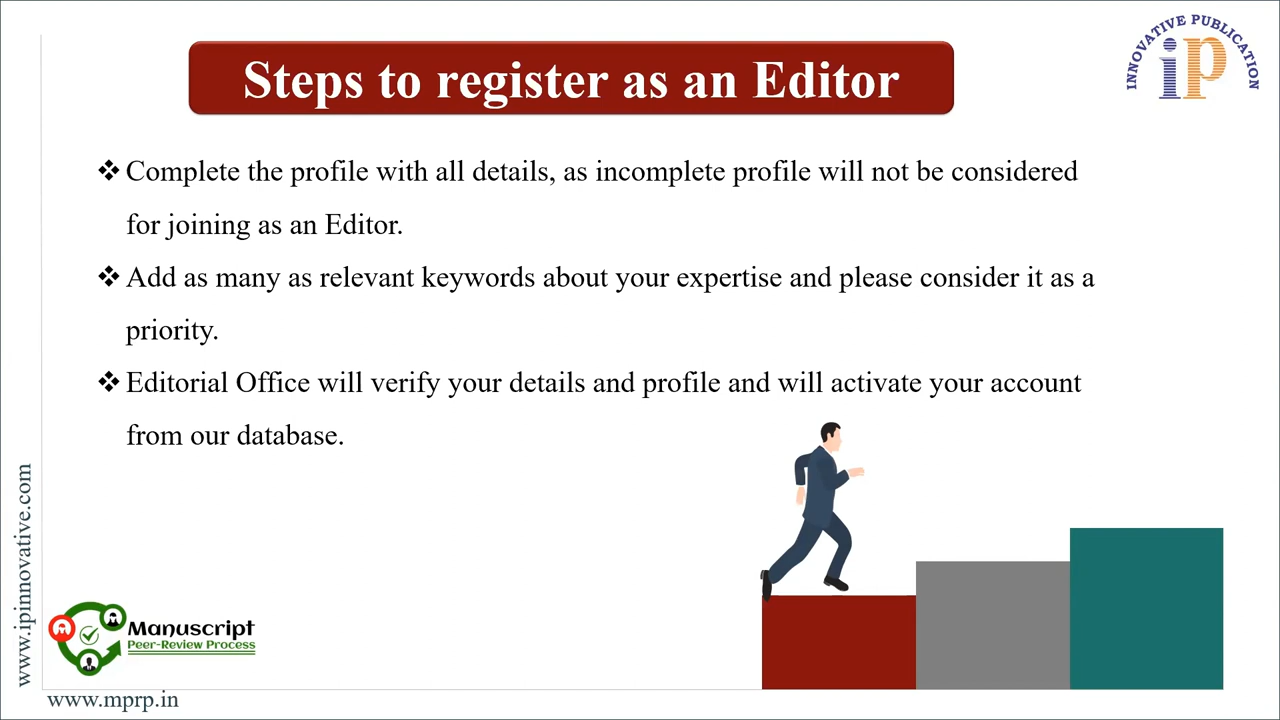 INNOVATIVE PUBLICATION
iP
Steps to register as an Editor
❖ Complete the profile with all details, as incomplete profile will not be considered
for joining as an Editor.
❖ Add as many as relevant keywords about your expertise and please consider it as a
priority.
❖ Editorial Office will verify your details and profile and will activate your account
from our database.
www.ipinnovative.com
Manuscript
Peer-Review Process
www.mprp.in